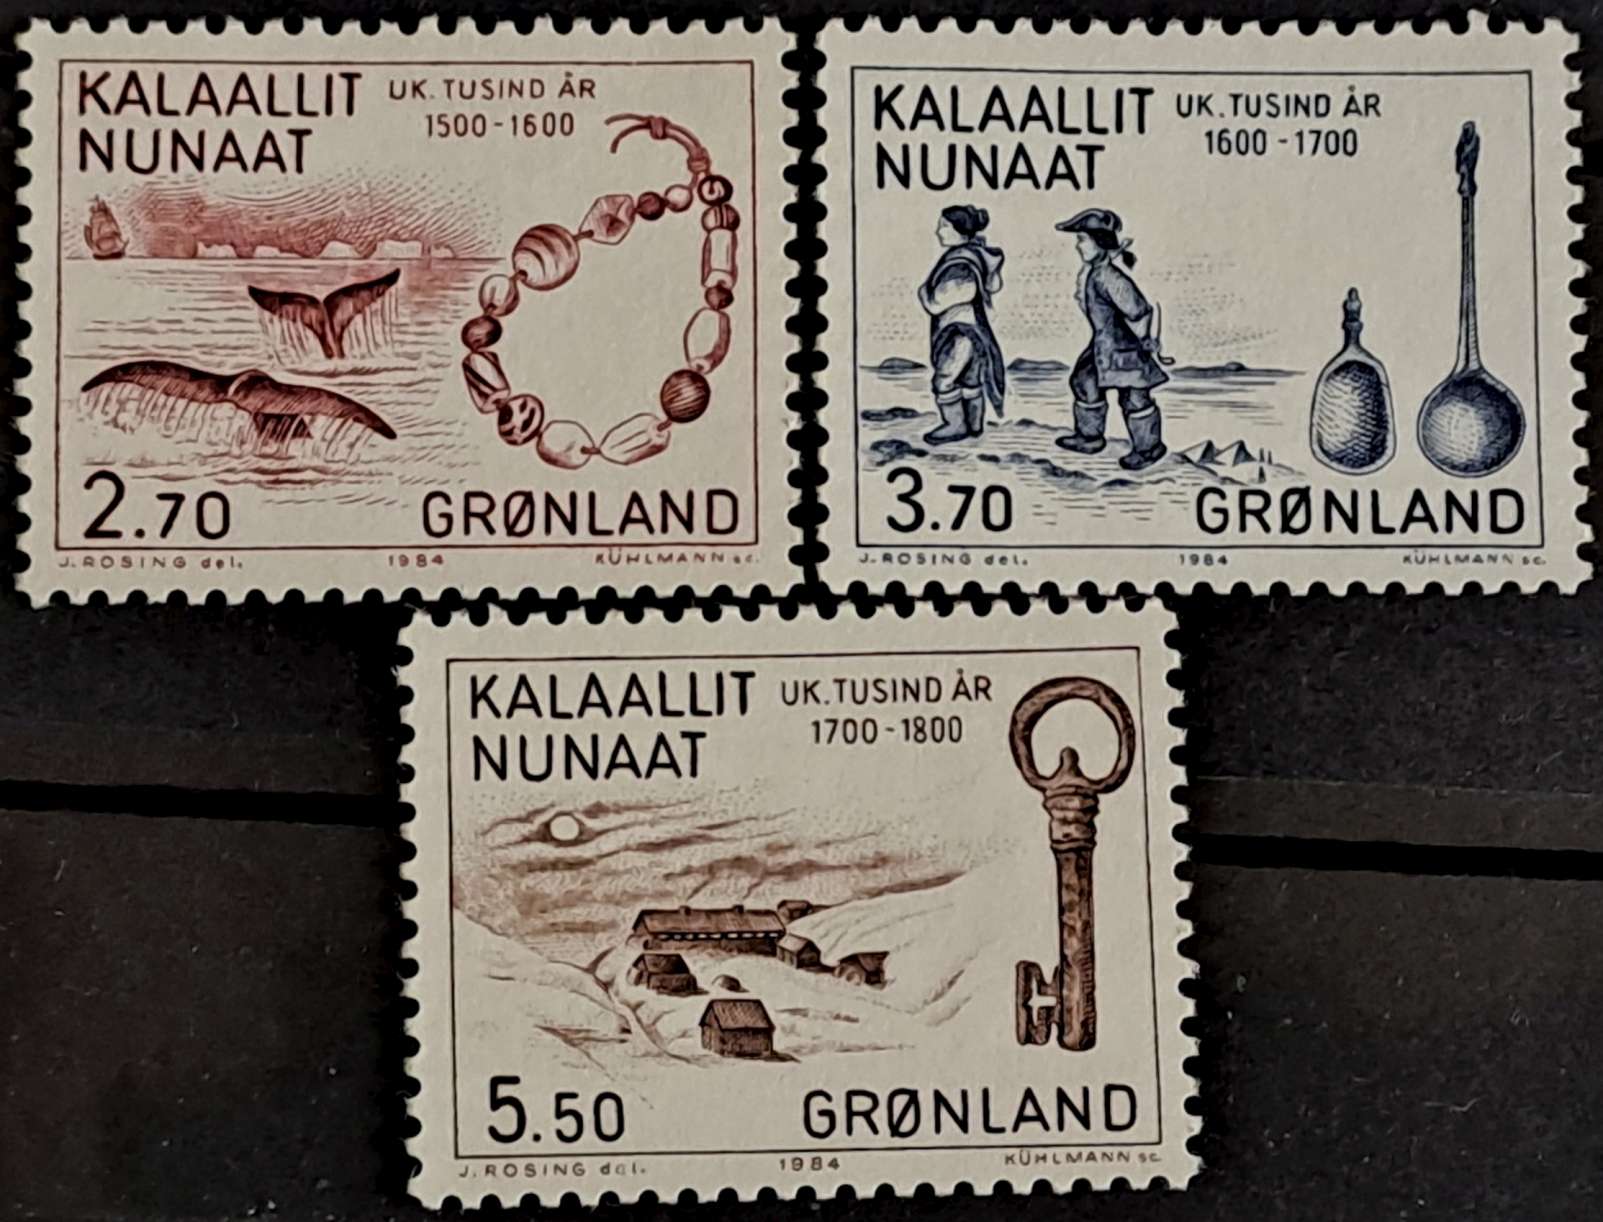 KALAALLIT
NUNAAT
UK. TUSIND ÅR
1500-1600
2.70
GRØNLAND
J. ROSING del.
1984
KÜHLMANN sc.
KALAALLIT
NUNAAT
UK. TUSIND ÅR
1600-1700
3.70
GRØNLAND
J. ROSING del.
1984
KÜHLMANN sc.
KALAALLIT
NUNAAT
UK. TUSIND ÅR
1700-1800
5.50
GRØNLAND
J. ROSING del.
1984
KÜHLMANN sc.